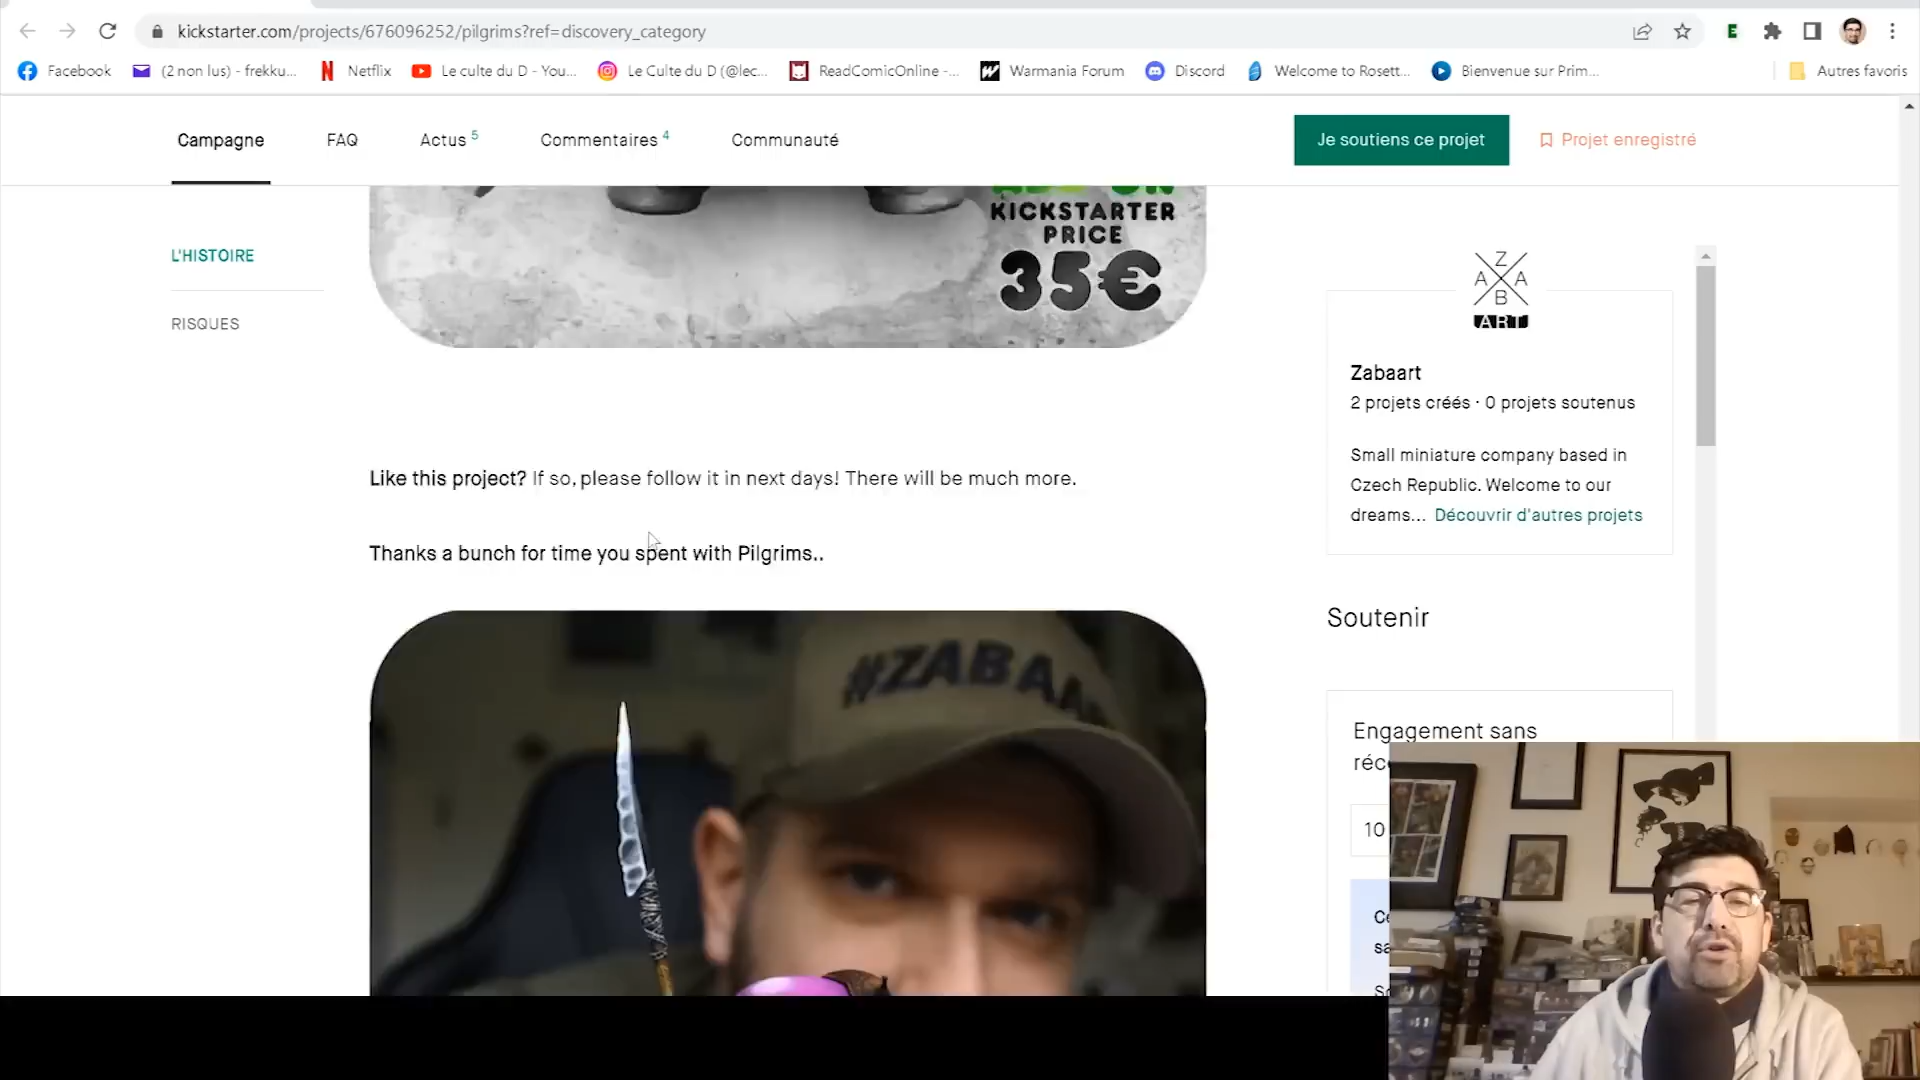 kickstarter.com/projects/676096252/pilgrims?ref=discovery_category
Facebook
(2 non lus) - frekku...
Netflix
Le culte du D - You...
Le Culte du D (@lec...
ReadComicOnline -...
Warmania Forum
Discord
Welcome to Rosett...
Bienvenue sur Prim...
Autres favoris
Campagne
FAQ
Actus 5
Commentaires 4
Communauté
Je soutiens ce projet
Projet enregistré
L'HISTOIRE
RISQUES
KICKSTARTER
PRICE
35€
Like this project? If so, please follow it in next days! There will be much more.
Thanks a bunch for time you spent with Pilgrims..
#ZABAA
Z
A A
B
ART
Zabaart
2 projets créés · 0 projets soutenus
Small miniature company based in
Czech Republic. Welcome to our
dreams... Découvrir d'autres projets
Soutenir
Engagement sans
réc
10
Ce
sa